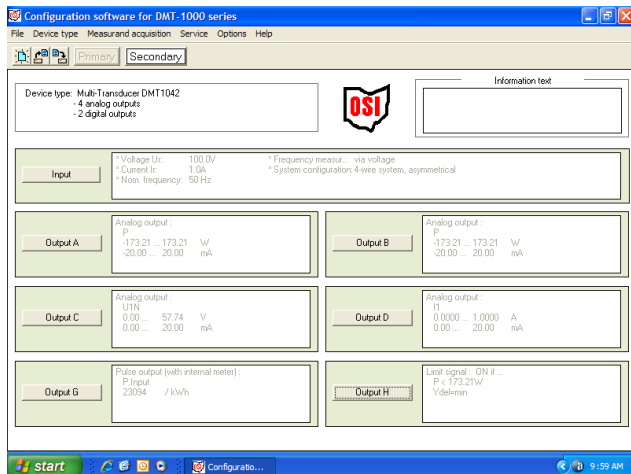 Configuration software for DMT-1000 series
File Device type Measurand acquisition Service Options Help
Primary Secondary
Information text
Device type: Multi-Transducer DMT1042
- 4 analog outputs
- 2 digital outputs
OSI
Input
* Voltage Ur: 100.0V * Frequency measur.: via voltage
* Current Ir: 1.0A * System configuration: 4-wire system, asymmetrical
* Nom. frequency: 50 Hz
Output A
Analog output :
P
-173.21 ... 173.21 W
-20.00 ... 20.00 mA
Output B
Analog output :
P
-173.21 ... 173.21 W
-20.00 ... 20.00 mA
Output C
Analog output :
U1N
0.00 ... 57.74 V
0.00 ... 20.00 mA
Output D
Analog output :
I1
0.0000 ... 1.0000 A
0.00 ... 20.00 mA
Output G
Pulse output (with internal meter) :
P Input
23094 / kWh
Output H
Limit signal : ON if ...
P < 173.21W
Ydel=min
start
Configuratio...
9:59 AM